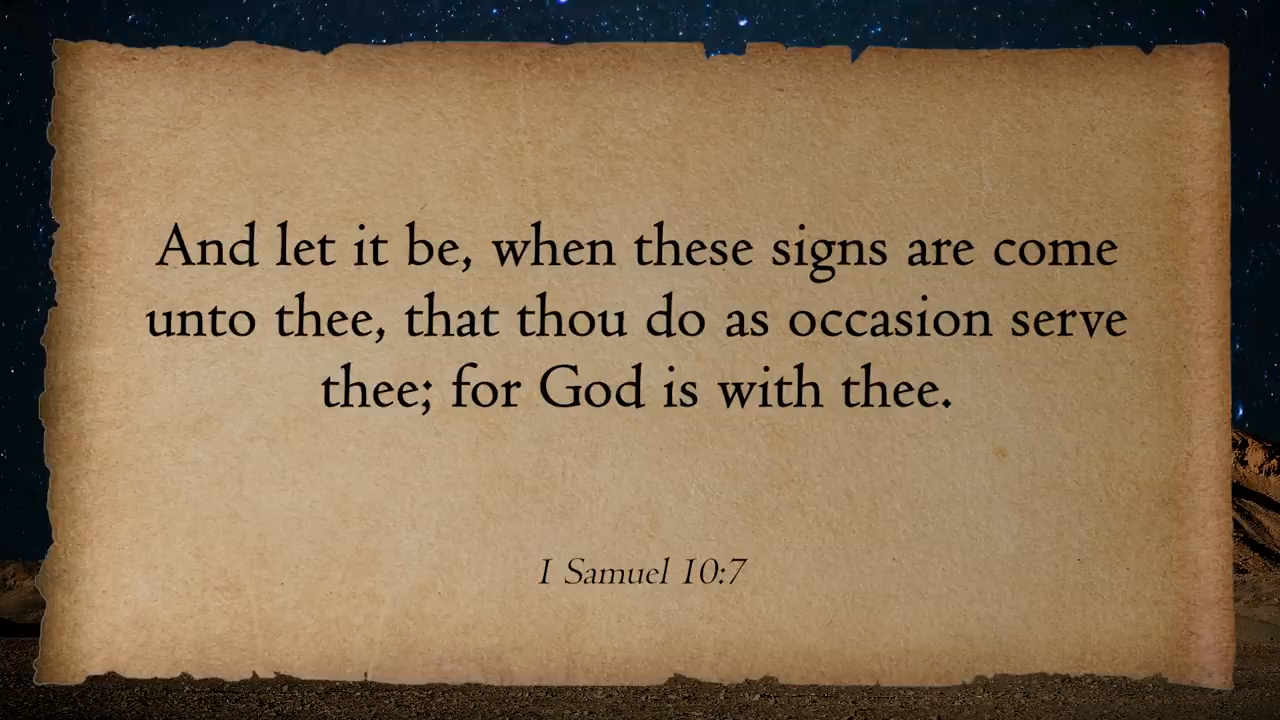 And let it be, when these signs are come
unto thee, that thou do as occasion serve
thee; for God is with thee.
1 Samuel 10:7